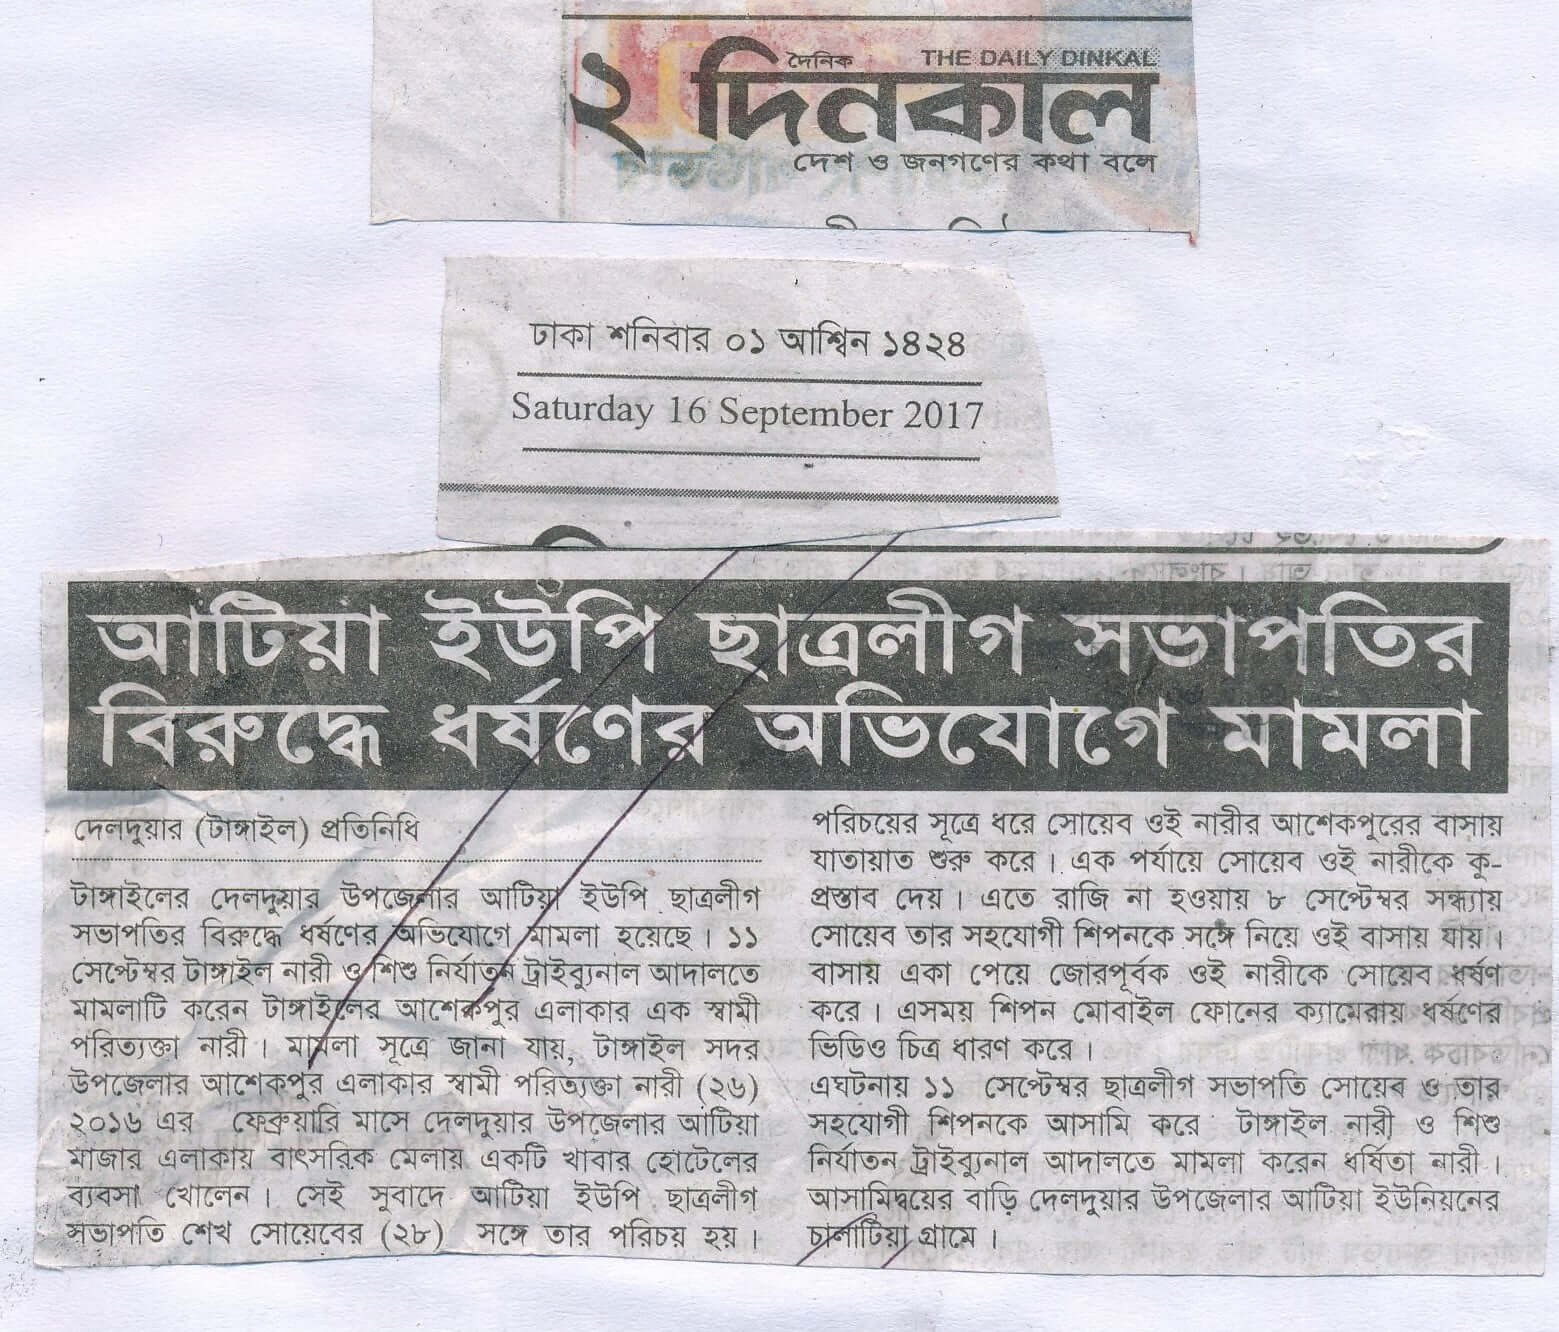 দৈনিক THE DAILY DINKAL
২ দিনকাল
দেশ ও জনগণের কথা বলে
ঢাকা শনিবার ০১ আশ্বিন ১৪২৪
Saturday 16 September 2017
আটিয়া ইউপি ছাত্রলীগ সভাপতির
বিরুদ্ধে ধর্ষণের অভিযোগে মামলা
দেলদুয়ার (টাঙ্গাইল) প্রতিনিধি
টাঙ্গাইলের দেলদুয়ার উপজেলার আটিয়া ইউপি ছাত্রলীগ
সভাপতির বিরুদ্ধে ধর্ষণের অভিযোগে মামলা হয়েছে। ১১
সেপ্টেম্বর টাঙ্গাইল নারী ও শিশু নির্যাতন ট্রাইব্যুনাল আদালতে
মামলাটি করেন টাঙ্গাইলের আশেকপুর এলাকার এক স্বামী
পরিত্যক্তা নারী। মামলা সূত্রে জানা যায়, টাঙ্গাইল সদর
উপজেলার আশেকপুর এলাকার স্বামী পরিত্যক্তা নারী (২৬)
২০১৬ এর ফেব্রুয়ারি মাসে দেলদুয়ার উপজেলার আটিয়া
মাজার এলাকায় বাৎসরিক মেলায় একটি খাবার হোটেলের
ব্যবসা খোলেন। সেই সুবাদে আটিয়া ইউপি ছাত্রলীগ
সভাপতি শেখ সোয়েবের (২৮) সঙ্গে তার পরিচয় হয়।
পরিচয়ের সূত্রে ধরে সোয়েব ওই নারীর আশেকপুরের বাসায়
যাতায়াত শুরু করে। এক পর্যায়ে সোয়েব ওই নারীকে কু-
প্রস্তাব দেয়। এতে রাজি না হওয়ায় ৮ সেপ্টেম্বর সন্ধ্যায়
সোয়েব তার সহযোগী শিপনকে সঙ্গে নিয়ে ওই বাসায় যায়।
বাসায় একা পেয়ে জোরপূর্বক ওই নারীকে সোয়েব ধর্ষণ
করে। এসময় শিপন মোবাইল ফোনের ক্যামেরায় ধর্ষণের
ভিডিও চিত্র ধারণ করে।
এঘটনায় ১১ সেপ্টেম্বর ছাত্রলীগ সভাপতি সোয়েব ও তার
সহযোগী শিপনকে আসামি করে টাঙ্গাইল নারী ও শিশু
নির্যাতন ট্রাইব্যুনাল আদালতে মামলা করেন ধর্ষিতা নারী।
আসামিদ্বয়ের বাড়ি দেলদুয়ার উপজেলার আটিয়া ইউনিয়নের
চালাটিয়া গ্রামে।